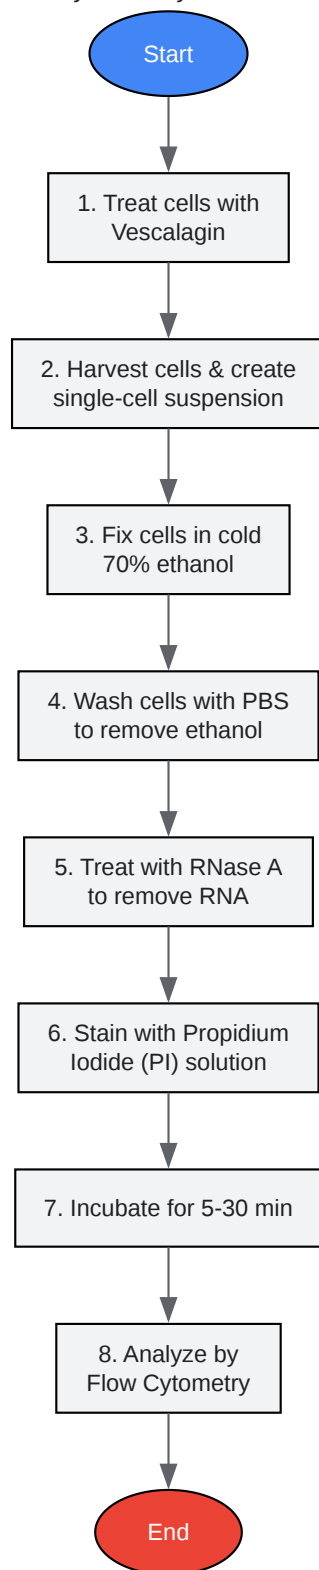 Start
1. Treat cells with
Vescalagin
2. Harvest cells & create
single-cell suspension
3. Fix cells in cold
70% ethanol
4. Wash cells with PBS
to remove ethanol
5. Treat with RNase A
to remove RNA
6. Stain with Propidium
Iodide (PI) solution
7. Incubate for 5-30 min
8. Analyze by
Flow Cytometry
End